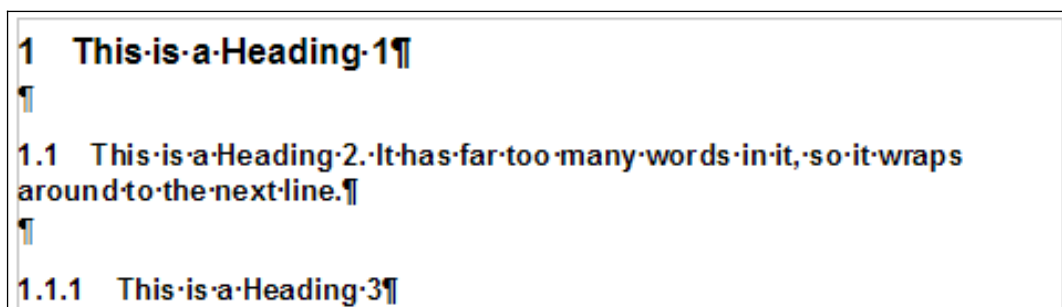 1 This·is·a·Heading·1¶
¶
1.1 This·is·a·Heading·2.·It·has·far·too·many·words·in·it,·so·it·wraps
around·to·the·next·line.¶
¶
1.1.1 This·is·a·Heading·3¶